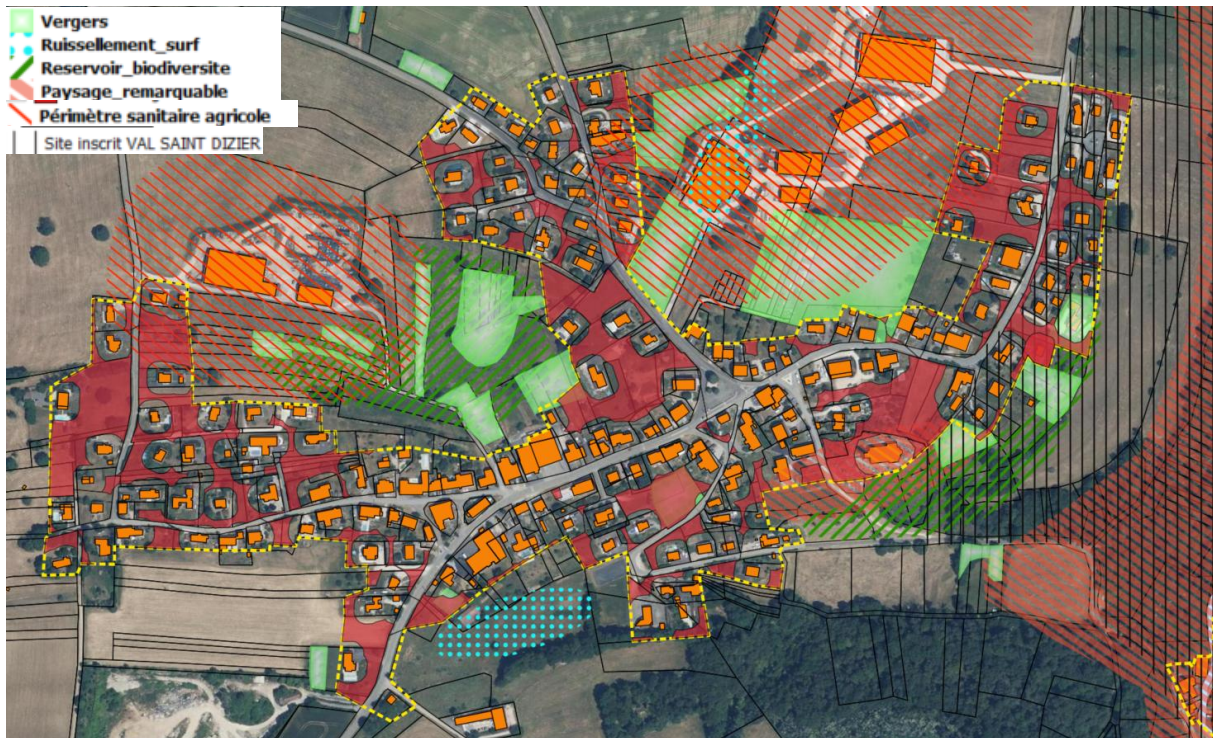 Vergers
Ruissellement_surf
Reservoir_biodiversite
Paysage_remarquable
Périmètre sanitaire agricole
Site inscrit VAL SAINT DIZIER